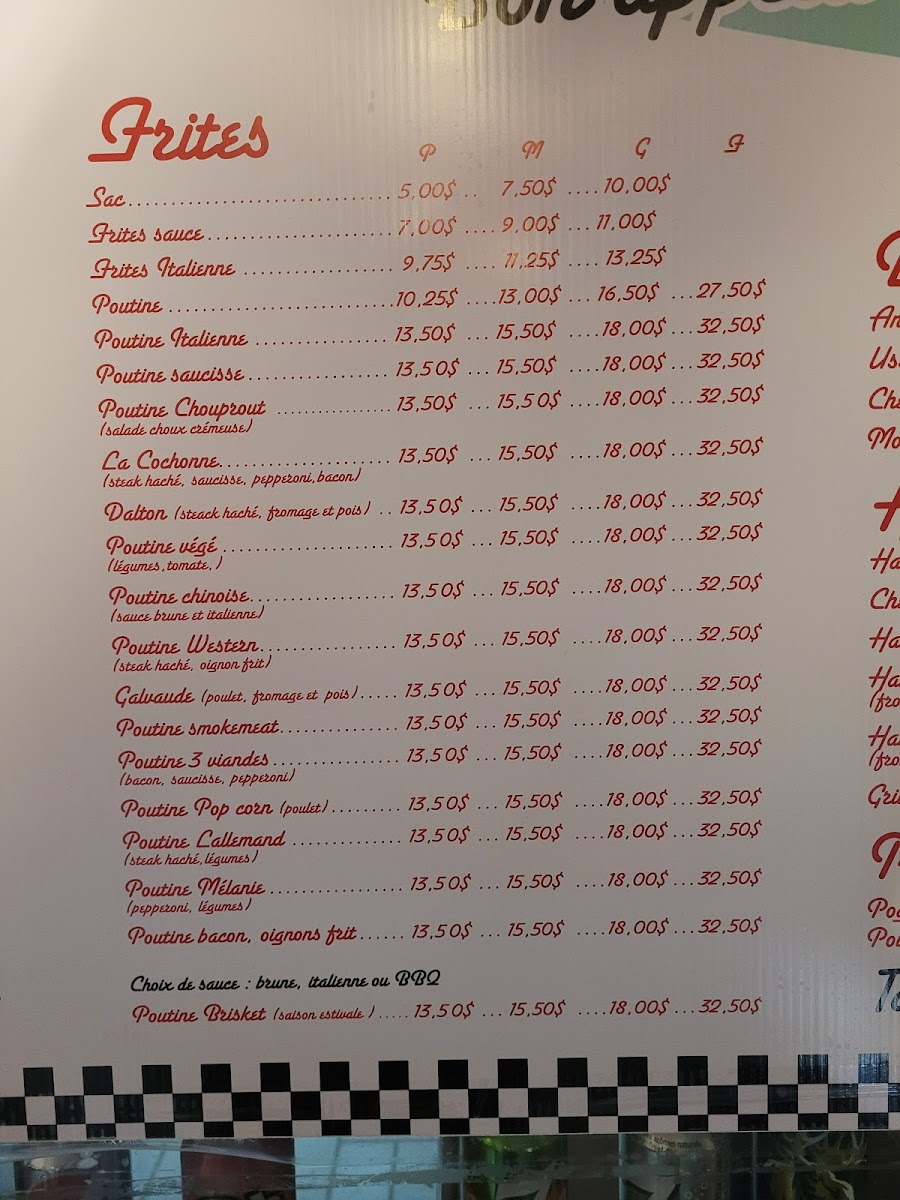 Bon appé
Frites
P M G F
Sac............................5,00$ .. 7,50$ ....10,00$
Frites sauce....................7,00$ ....9,00$ ...11,00$
Frites Italienne ................ 9,75$ ....11,25$ .... 13,25$
Poutine .........................10,25$ ....13,00$ ... 16,50$ ...27,50$
Poutine Italienne ............... 13,50$ ...15,50$ ....18,00$...32,50$
Poutine saucisse................ 13,50$ ... 15,50$ ....18,00$...32,50$
Poutine Chouprout .............. 13,50$ ... 15,50$ ....18,00$...32,50$
(salade choux crémeuse)
La Cochonne..................... 13,50$ ... 15,50$ ....18,00$...32,50$
(steak haché, saucisse, pepperoni,bacon)
Dalton (steack haché, fromage et pois) .. 13,50$ ... 15,50$ ....18,00$...32,50$
Poutine végé .................... 13,50$ ... 15,50$ ....18,00$...32,50$
(légumes,tomate, )
Poutine chinoise................. 13,50$ ... 15,50$ ....18,00$...32,50$
(sauce brune et italienne)
Poutine Western................. 13,50$ ... 15,50$ ....18,00$...32,50$
(steak haché, oignon frit)
Galvaude (poulet, fromage et pois)..... 13,50$ ... 15,50$ ....18,00$...32,50$
Poutine smokemeat............... 13,50$ ... 15,50$ ....18,00$...32,50$
Poutine 3 viandes ............... 13,50$ ... 15,50$ ....18,00$...32,50$
(bacon, saucisse, pepperoni)
Poutine Pop corn (poulet)......... 13,50$ ... 15,50$ ....18,00$...32,50$
Poutine Lallemand .............. 13,50$ ... 15,50$ ....18,00$...32,50$
(steak haché,légumes)
Poutine Mélanie ................ 13,50$ ... 15,50$ ....18,00$...32,50$
(pepperoni, légumes)
Poutine bacon, oignons frit...... 13,50$ ... 15,50$ ....18,00$...32,50$
Choix de sauce : brune, italienne ou BBQ
Poutine Brisket (saison estivale )..... 13,50$ ... 15,50$ ....18,00$...32,50$